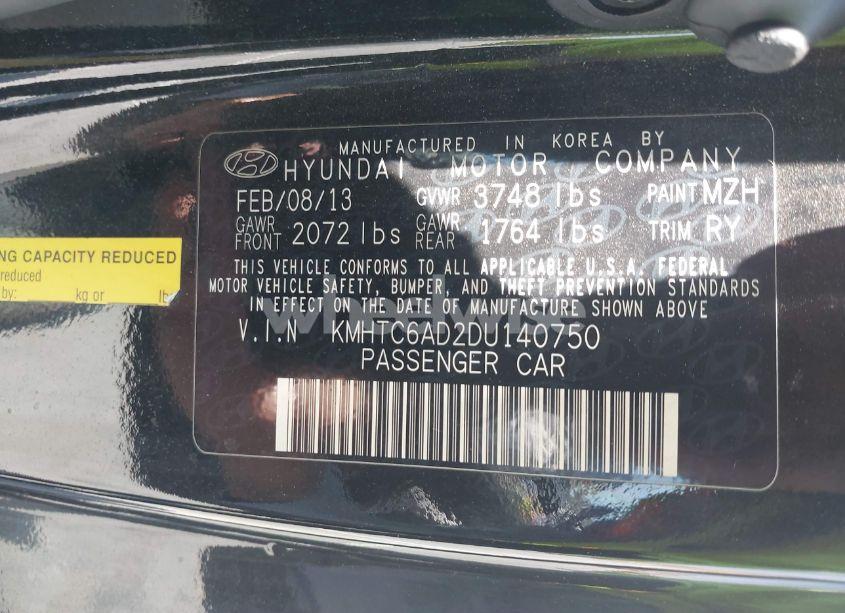 MANUFACTURED IN KOREA BY
HYUNDAI MOTOR COMPANY
FEB/08/13 GVWR 3748 lbs PAINT MZH
GAWR FRONT 2072 lbs GAWR REAR 1764 lbs TRIM RY
THIS VEHICLE CONFORMS TO ALL APPLICABLE U.S.A. FEDERAL
MOTOR VEHICLE SAFETY, BUMPER, AND THEFT PREVENTION STANDARDS
IN EFFECT ON THE DATE OF MANUFACTURE SHOWN ABOVE
V.I.N KMHTC6AD2DU140750
PASSENGER CAR
NG CAPACITY REDUCED
reduced
by: kg or lb